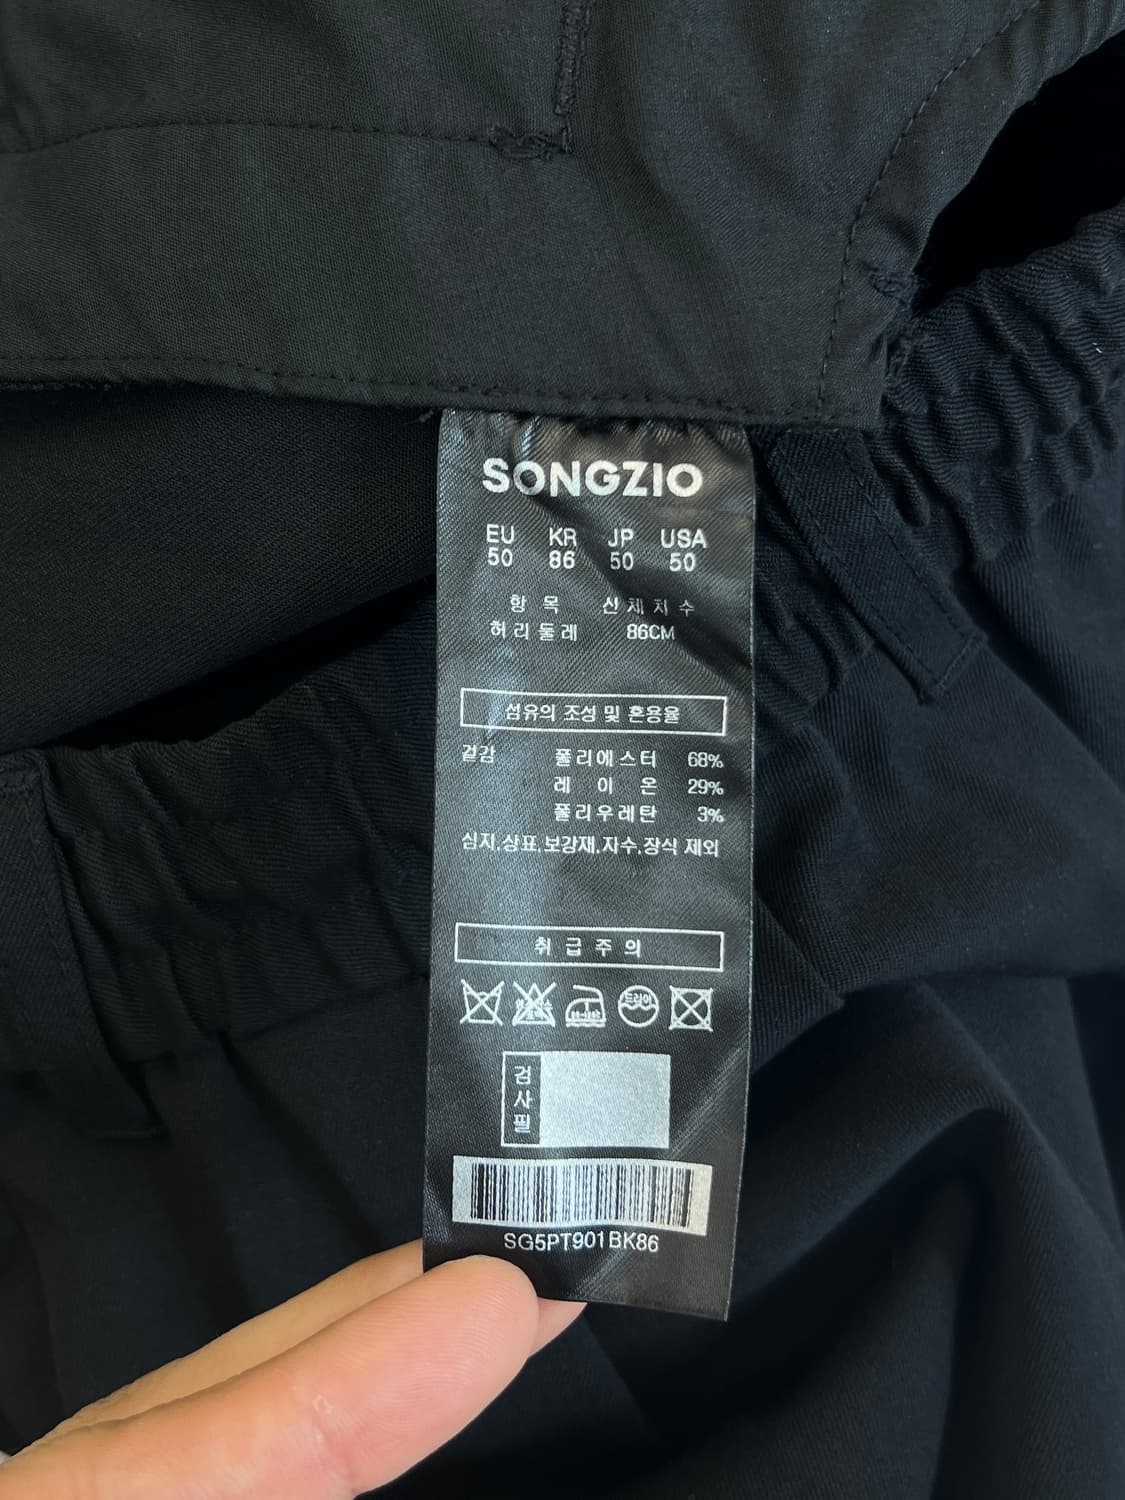 SONGZIO
EU KR JP USA
50 86 50 50
항 목 신 체 치 수
허 리 둘 레 86CM
섬유의 조성 및 혼용율
겉감 폴리에스터 68%
레 이 온 29%
폴리우레탄 3%
심지,상표,보강재,자수,장식 제외
취 급 주 의
드라이
검
사
필
SG5PT901BK86